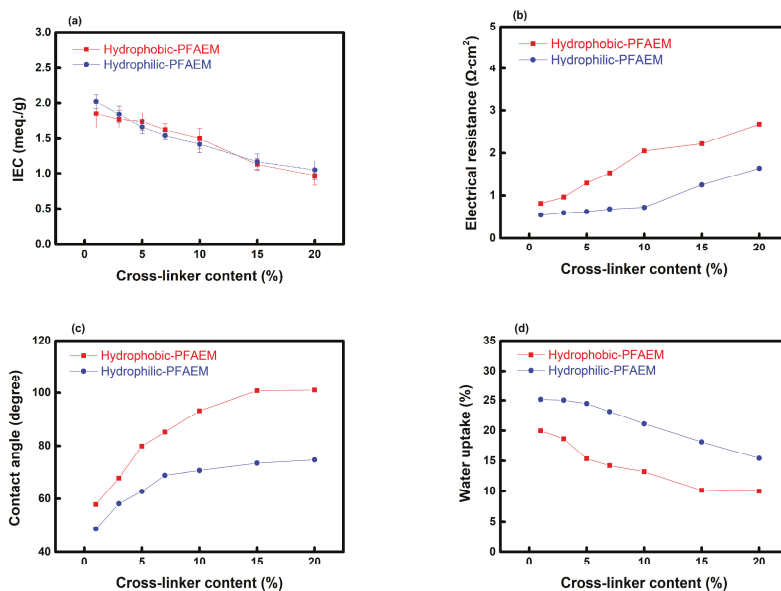 (a)
Hydrophobic-PFAEM
Hydrophilic-PFAEM
IEC (meq./g)
3.0
2.5
2.0
1.5
1.0
0.5
0.0
0 5 10 15 20
Cross-linker content (%)
(b)
Hydrophobic-PFAEM
Hydrophilic-PFAEM
Electrical resistance (Ω·cm²)
5
4
3
2
1
0
0 5 10 15 20
Cross-linker content (%)
(c)
Hydrophobic-PFAEM
Hydrophilic-PFAEM
Contact angle (degree)
120
100
80
60
40
0 5 10 15 20
Cross-linker content (%)
(d)
Hydrophobic-PFAEM
Hydrophilic-PFAEM
Water uptake (%)
35
30
25
20
15
10
5
0
0 5 10 15 20
Cross-linker content (%)